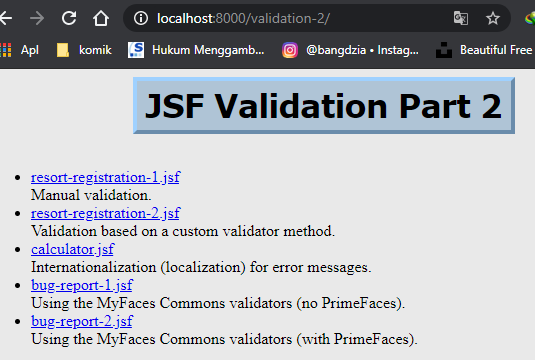 localhost:8000/validation-2/
Apl komik Hukum Menggamb... @bangdzia • Instag... Beautiful Free
JSF Validation Part 2
resort-registration-1.jsf
Manual validation.
resort-registration-2.jsf
Validation based on a custom validator method.
calculator.jsf
Internationalization (localization) for error messages.
bug-report-1.jsf
Using the MyFaces Commons validators (no PrimeFaces).
bug-report-2.jsf
Using the MyFaces Commons validators (with PrimeFaces).